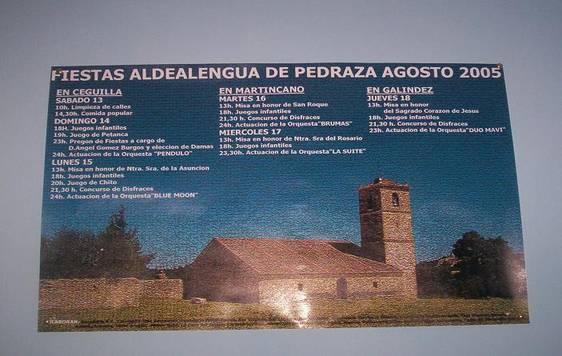 FIESTAS ALDEALENGUA DE PEDRAZA AGOSTO 2005
EN CEGUILLA
SABADO 13
10h. Limpieza de calles
14,30h. Comida popular
DOMINGO 14
18H. Juegos infantiles
19h. Juego de Petanca
23h. Pregon de Fiestas a cargo de
D.Angel Gomez Burgos y eleccion de Damas
24h. Actuacion de la Orquesta "PENDULO"
LUNES 15
13h. Misa en honor de Ntra. Sra. de la Asuncion
18h. Juegos infantiles
20h. Juego de Chito
21,30 h. Concurso de Disfraces
24h. Actuacion de la Orquesta"BLUE MOON"
EN MARTINCANO
MARTES 16
13h. Misa en honor de San Roque
18h. Juegos infantiles
21,30 h. Concurso de Disfraces
24h. Actuacion de la Orquesta"BRUMAS"
MIERCOLES 17
13h. Misa en honor de Ntra. Sra del Rosario
18h. Juegos infantiles
23,30h. Actuacion de la Orquesta"LA SUITE"
EN GALINDEZ
JUEVES 18
13h. Misa en honor
del Sagrado Corazon de Jesus
18h. Juegos infantiles
21,30 h. Concurso de Disfraces
23h. Actuacion de la Orquesta"DUO MAVI"